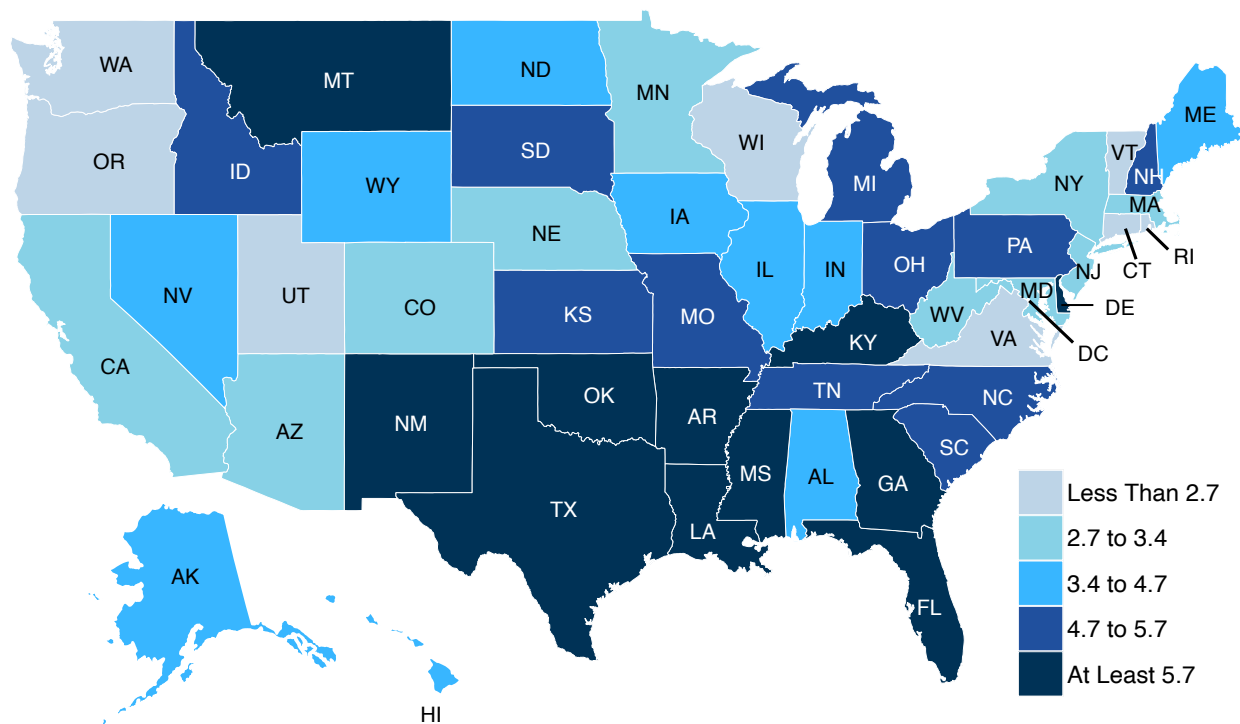 WA
MT
ND
MN
ME
OR
ID
SD
WI
VT
NH
WY
MI
NY
MA
IA
NE
PA
RI
CT
NV
UT
CO
IL
IN
OH
NJ
KS
MO
WV
MD
DE
CA
KY
VA
DC
OK
TN
NC
AZ
NM
AR
SC
MS
AL
GA
TX
LA
FL
AK
HI
Less Than 2.7
2.7 to 3.4
3.4 to 4.7
4.7 to 5.7
At Least 5.7